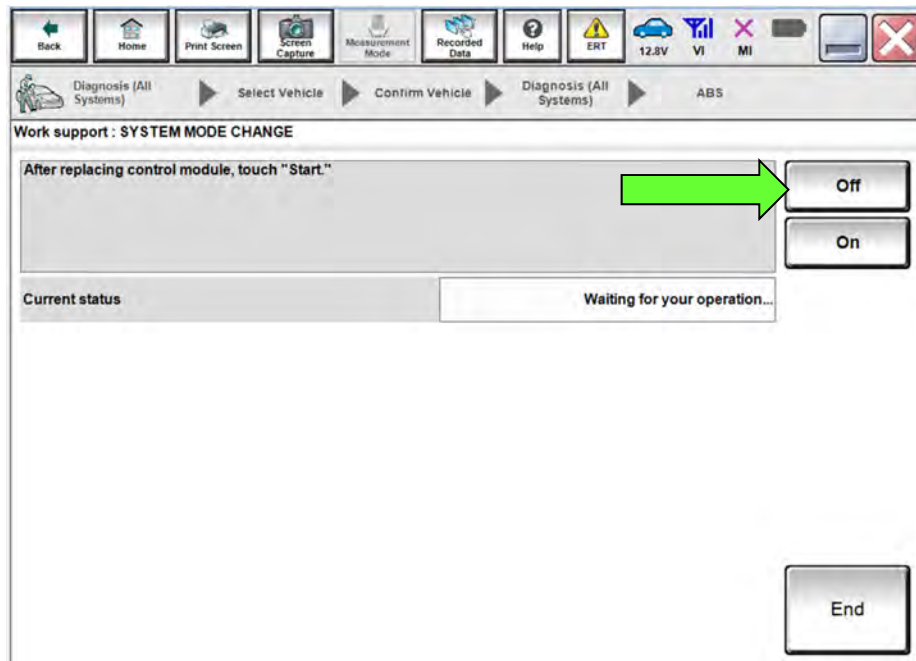 Back
Home
Print Screen
Screen
Capture
Measurement
Mode
Recorded
Data
Help
ERT
12.8V
VI
MI
Diagnosis (All
Systems)
Select Vehicle
Confirm Vehicle
Diagnosis (All
Systems)
ABS
Work support : SYSTEM MODE CHANGE
After replacing control module, touch "Start."
Off
On
Current status
Waiting for your operation...
End